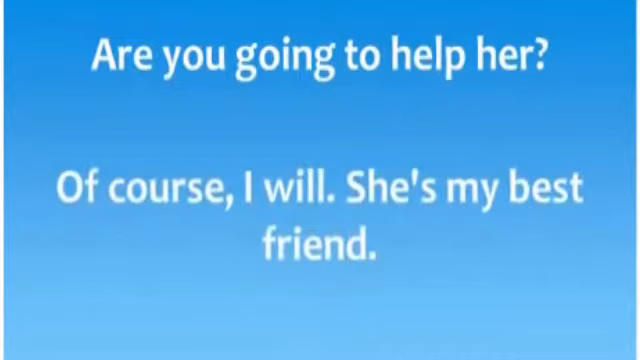 Are you going to help her?
Of course, I will. She's my best
friend.